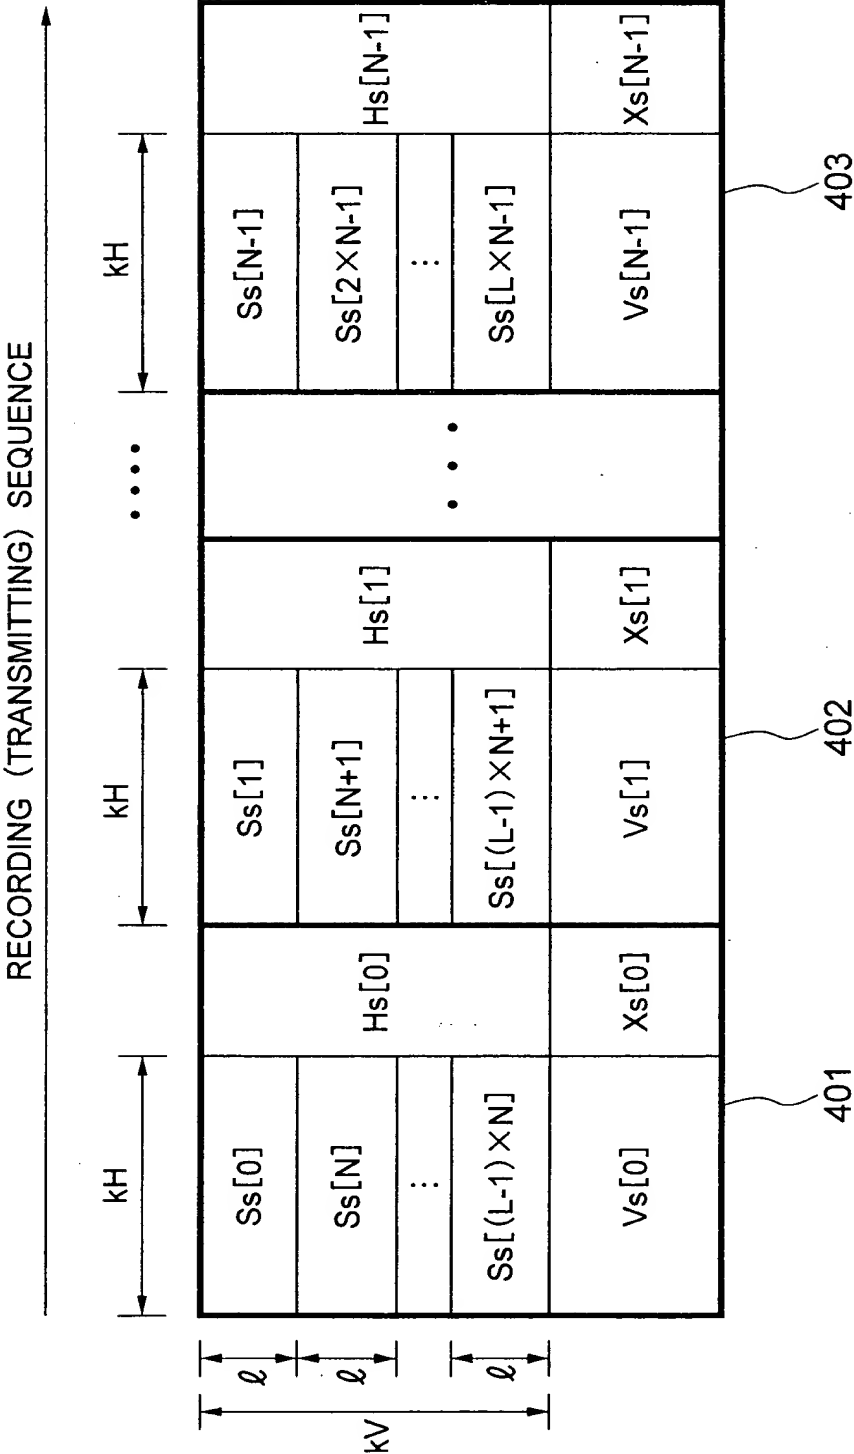 RECORDING (TRANSMITTING) SEQUENCE
kH
kH
••••
kH
kV
ℓ
ℓ
ℓ
Ss[0]
Ss[N]
⋮
Ss[(L-1)×N]
Vs[0]
Hs[0]
Xs[0]
Ss[1]
Ss[N+1]
⋮
Ss[(L-1)×N+1]
Vs[1]
Hs[1]
Xs[1]
• • •
Ss[N-1]
Ss[2×N-1]
⋮
Ss[L×N-1]
Vs[N-1]
Hs[N-1]
Xs[N-1]
401
402
403